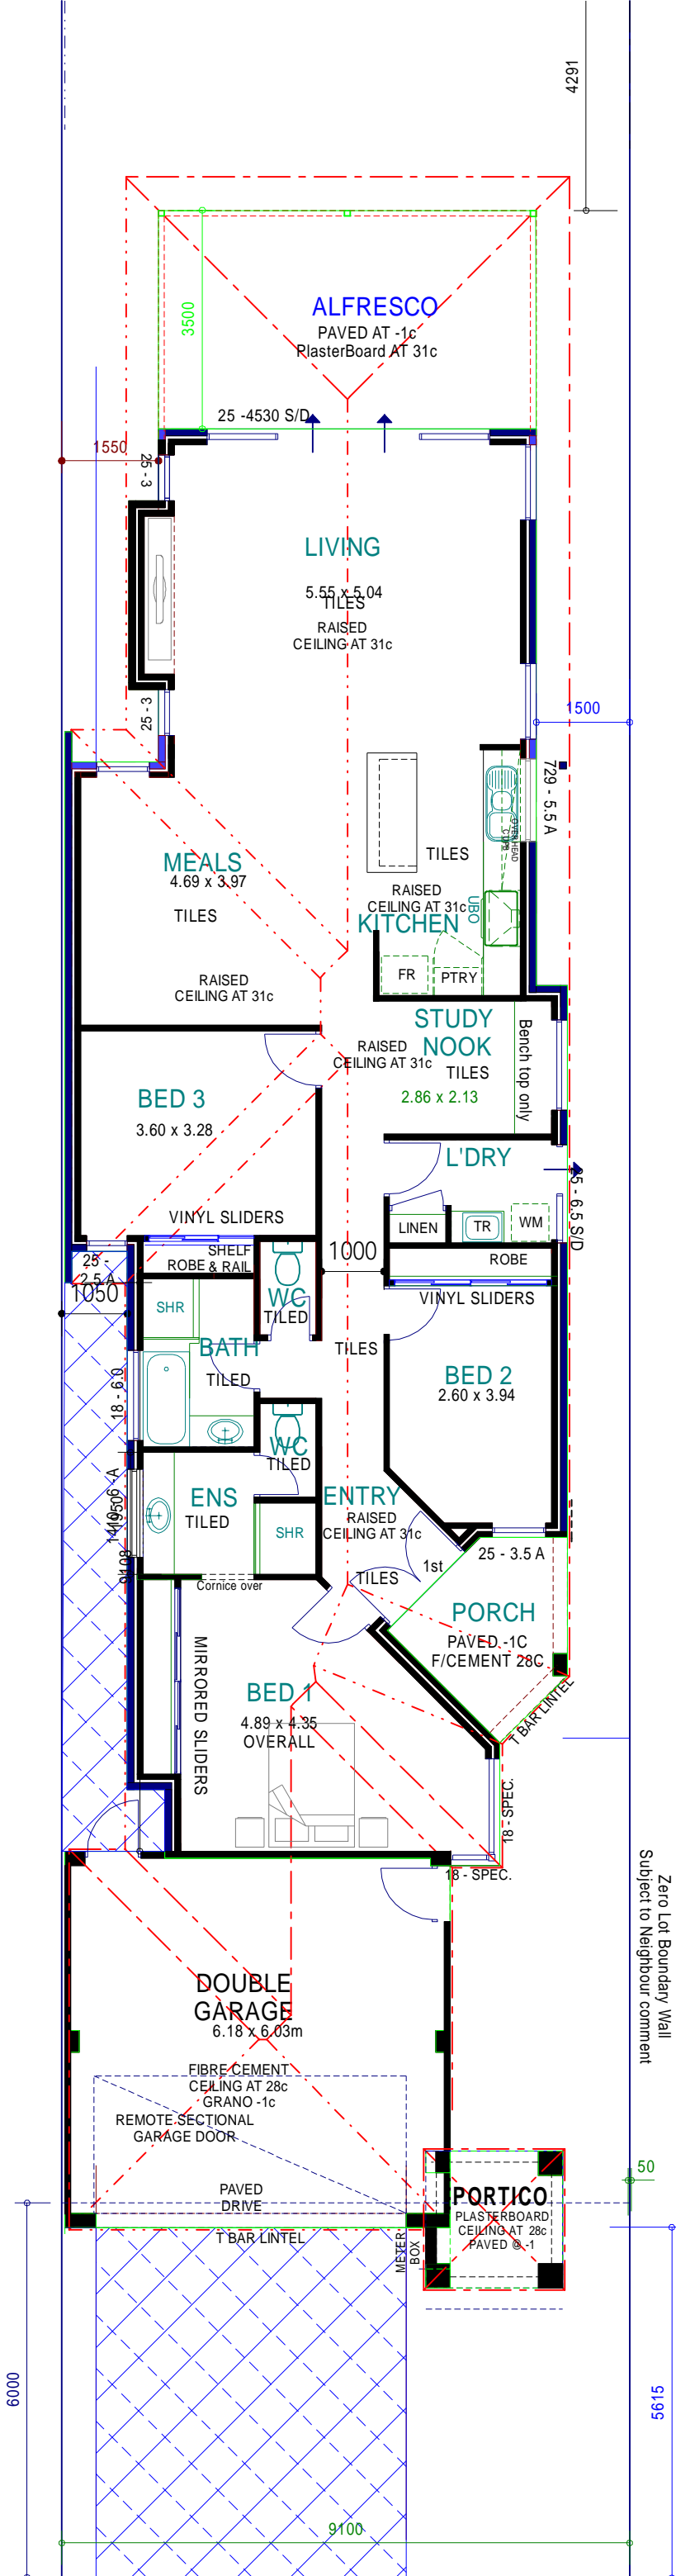 4291
3500
ALFRESCO
PAVED AT -1c
PlasterBoard AT 31c
25 -4530 S/D
1550
25 - 3
LIVING
5.55 x 5.04
TILES
RAISED
CEILING AT 31c
25 - 3
1500
729 - 5.5 A
OVERHEAD
CUPB
MEALS
4.69 x 3.97
TILES
TILES
RAISED
CEILING AT 31c
KITCHEN
UBO
RAISED
CEILING AT 31c
FR
PTRY
STUDY
NOOK
RAISED
CEILING AT 31c
TILES
2.86 x 2.13
Bench top only
BED 3
3.60 x 3.28
L'DRY
25 - 6.5 S/D
VINYL SLIDERS
LINEN
TR
WM
SHELF
ROBE & RAIL
1000
ROBE
25 -
2.5 A
1050
WC
TILED
VINYL SLIDERS
SHR
BATH
TILED
TILES
BED 2
2.60 x 3.94
18 - 6.0
WC
TILED
ENS
TILED
SHR
ENTRY
RAISED
CEILING AT 31c
1st
25 - 3.5 A
Cornice over
TILES
PORCH
PAVED -1C
F/CEMENT 28C
T BAR LINTEL
MIRRORED SLIDERS
BED 1
4.89 x 4.35
OVERALL
18 - SPEC.
18 - SPEC.
Zero Lot Boundary Wall
Subject to Neighbour comment
DOUBLE
GARAGE
6.18 x 6.03m
FIBRE CEMENT
CEILING AT 28c
GRANO -1c
REMOTE SECTIONAL
GARAGE DOOR
PAVED
DRIVE
T BAR LINTEL
METER
BOX
PORTICO
PLASTERBOARD
CEILING AT 28c
PAVED @ -1
50
6000
5615
9100